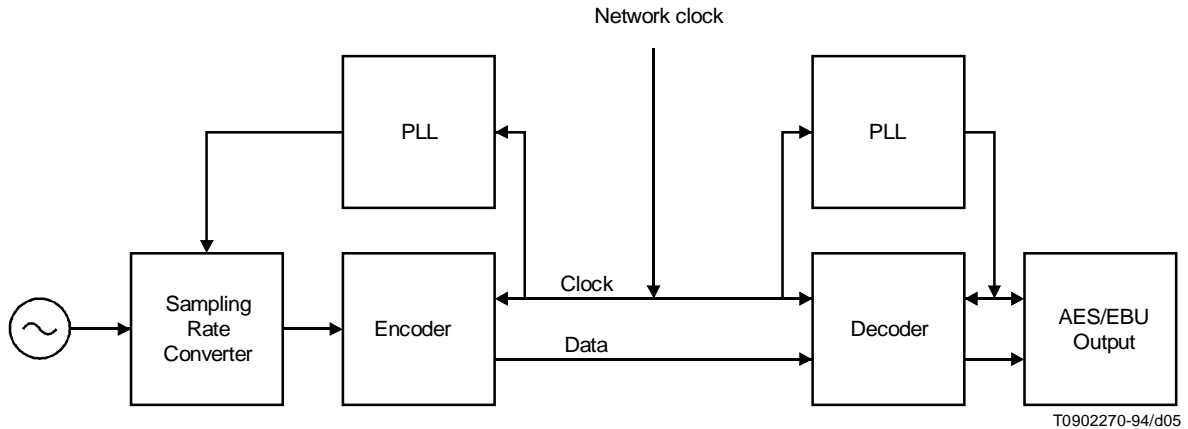 Network clock
PLL
PLL
Clock
Sampling
Rate
Converter
Encoder
Data
Decoder
AES/EBU
Output
T0902270-94/d05